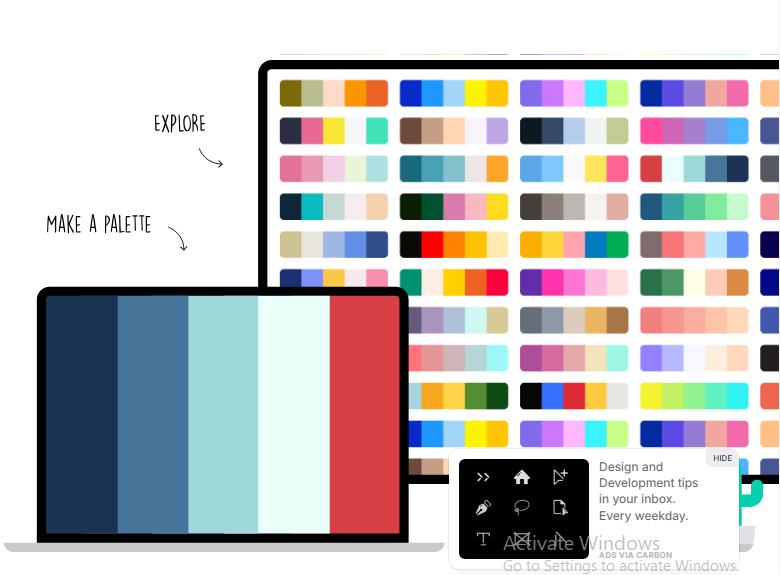 EXPLORE
MAKE A PALETTE
HIDE
Design and
Development tips
in your inbox.
Every weekday.
ADS VIA CARBON
Activate Windows
Go to Settings to activate Windows.